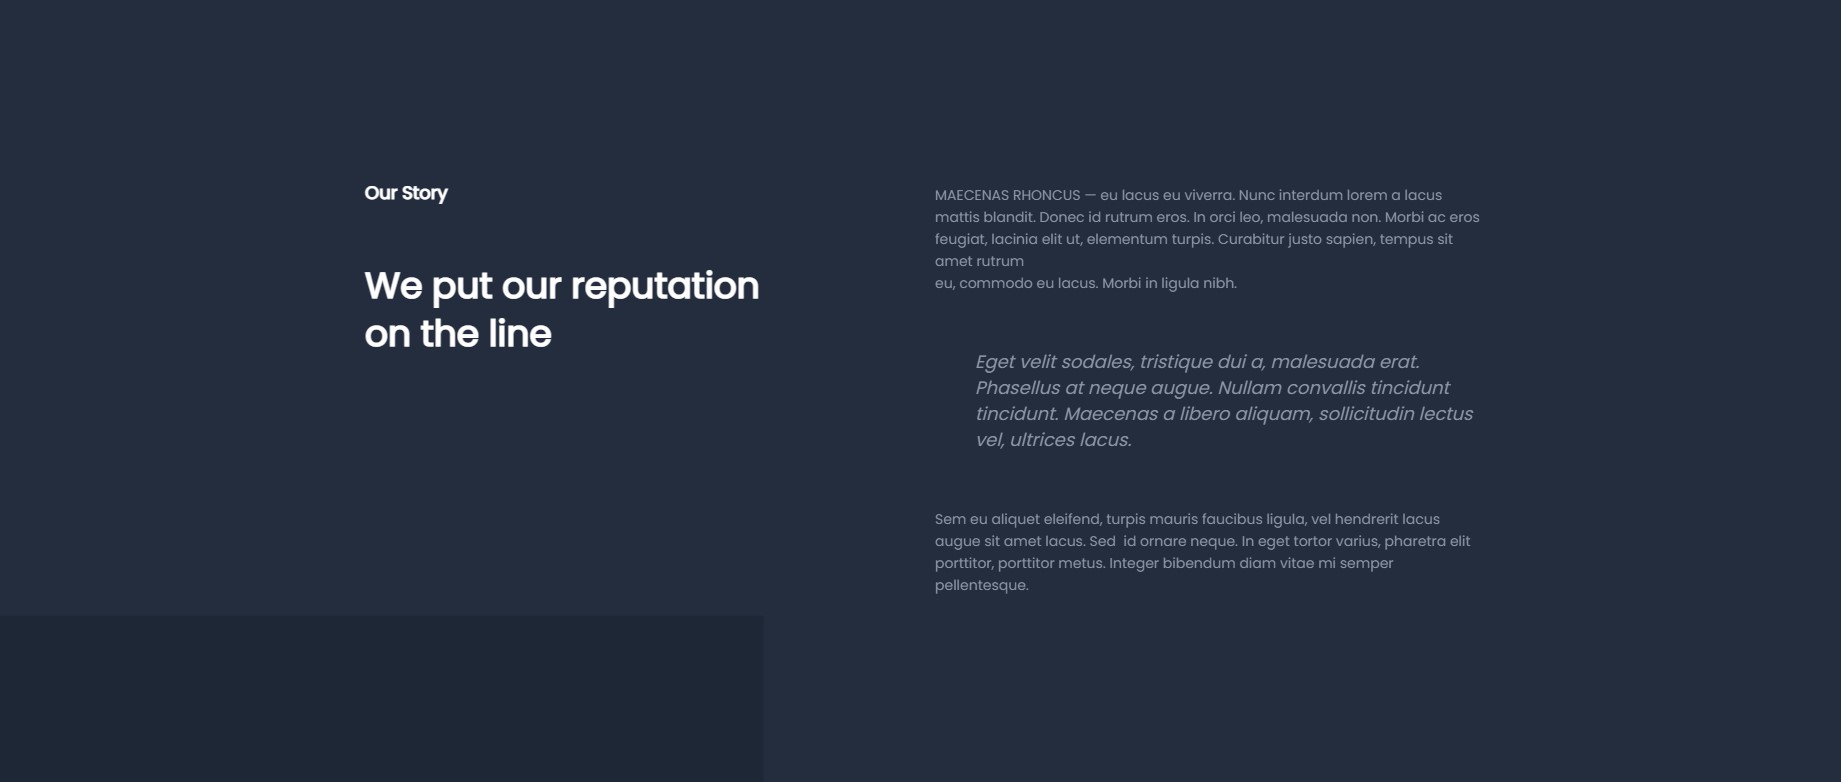 Our Story
We put our reputation
on the line
MAECENAS RHONCUS — eu lacus eu viverra. Nunc interdum lorem a lacus
mattis blandit. Donec id rutrum eros. In orci leo, malesuada non. Morbi ac eros
feugiat, lacinia elit ut, elementum turpis. Curabitur justo sapien, tempus sit
amet rutrum
eu, commodo eu lacus. Morbi in ligula nibh.
Eget velit sodales, tristique dui a, malesuada erat.
Phasellus at neque augue. Nullam convallis tincidunt
tincidunt. Maecenas a libero aliquam, sollicitudin lectus
vel, ultrices lacus.
Sem eu aliquet eleifend, turpis mauris faucibus ligula, vel hendrerit lacus
augue sit amet lacus. Sed  id ornare neque. In eget tortor varius, pharetra elit
porttitor, porttitor metus. Integer bibendum diam vitae mi semper
pellentesque.